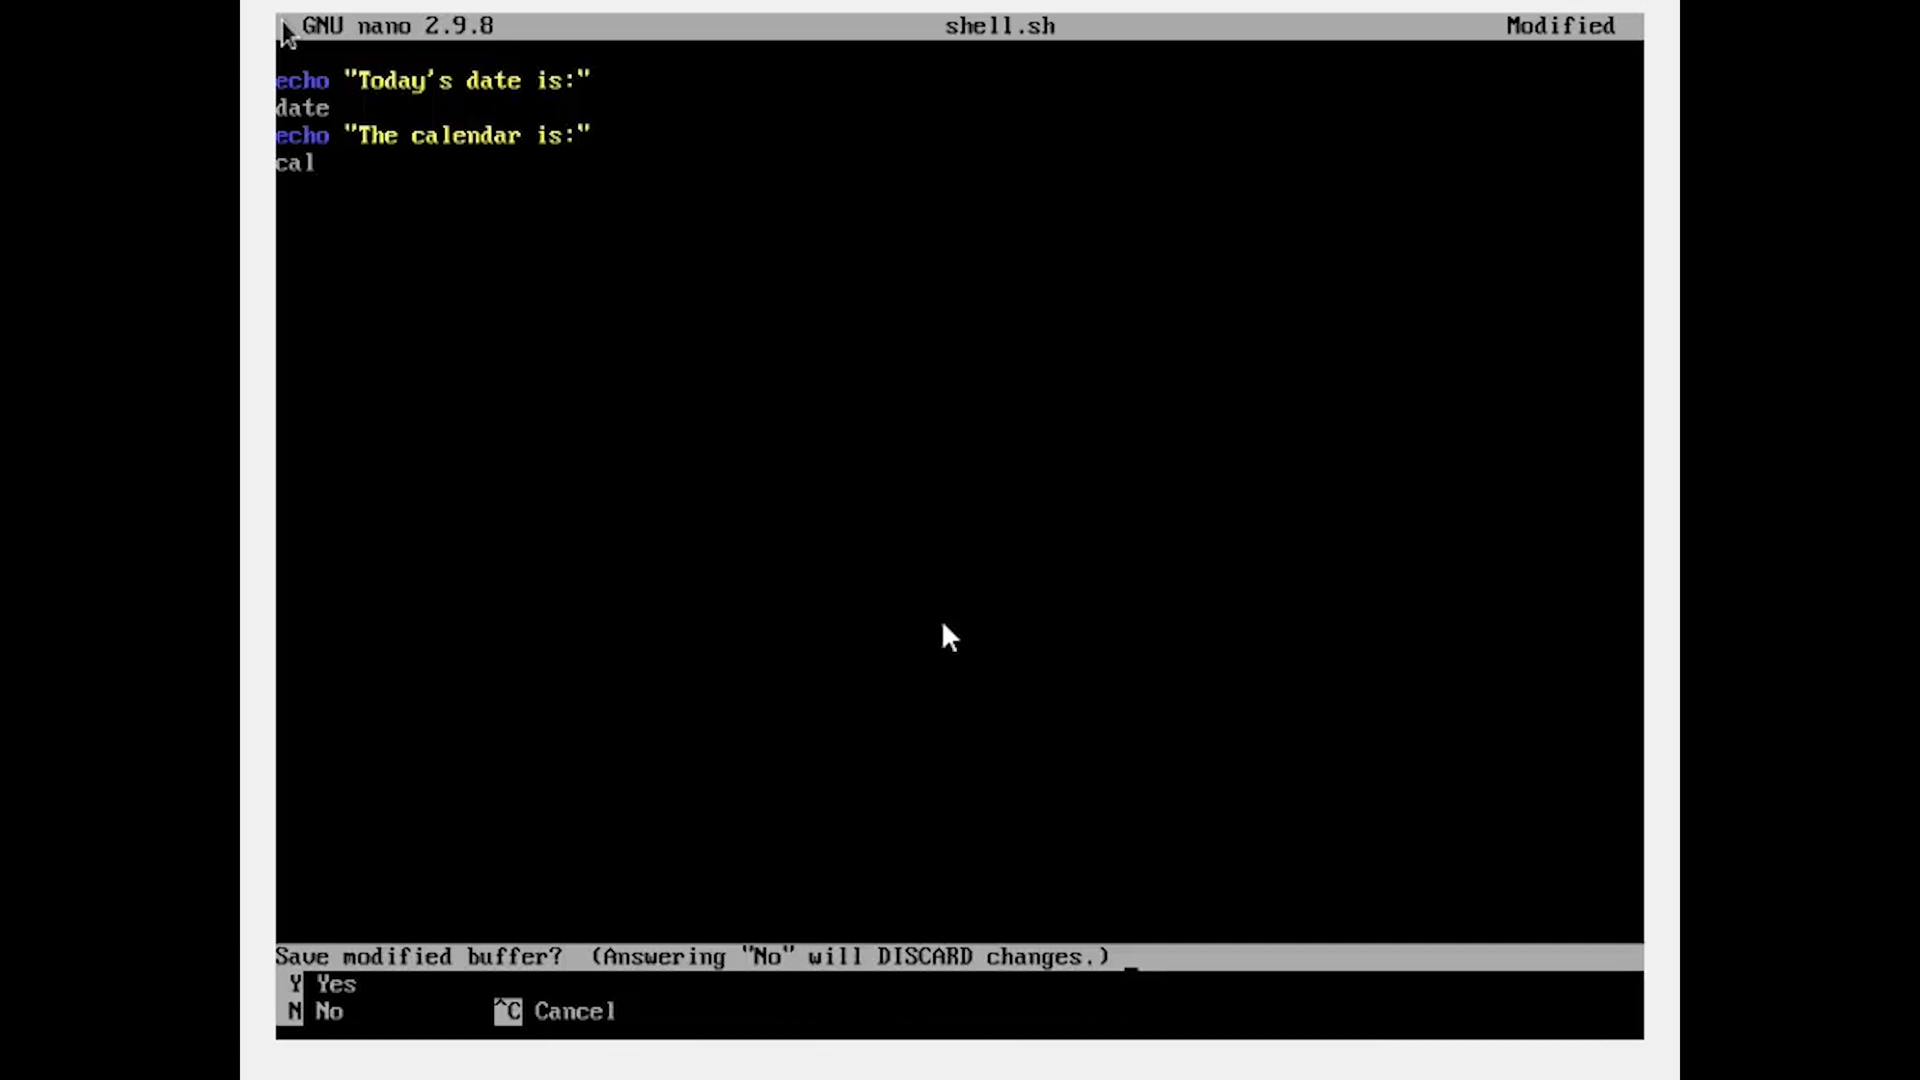 GNU nano 2.9.8 shell.sh Modified
echo "Today's date is:"
date
echo "The calendar is:"
cal
Save modified buffer?  (Answering "No" will DISCARD changes.)
Y Yes
N No ^C Cancel